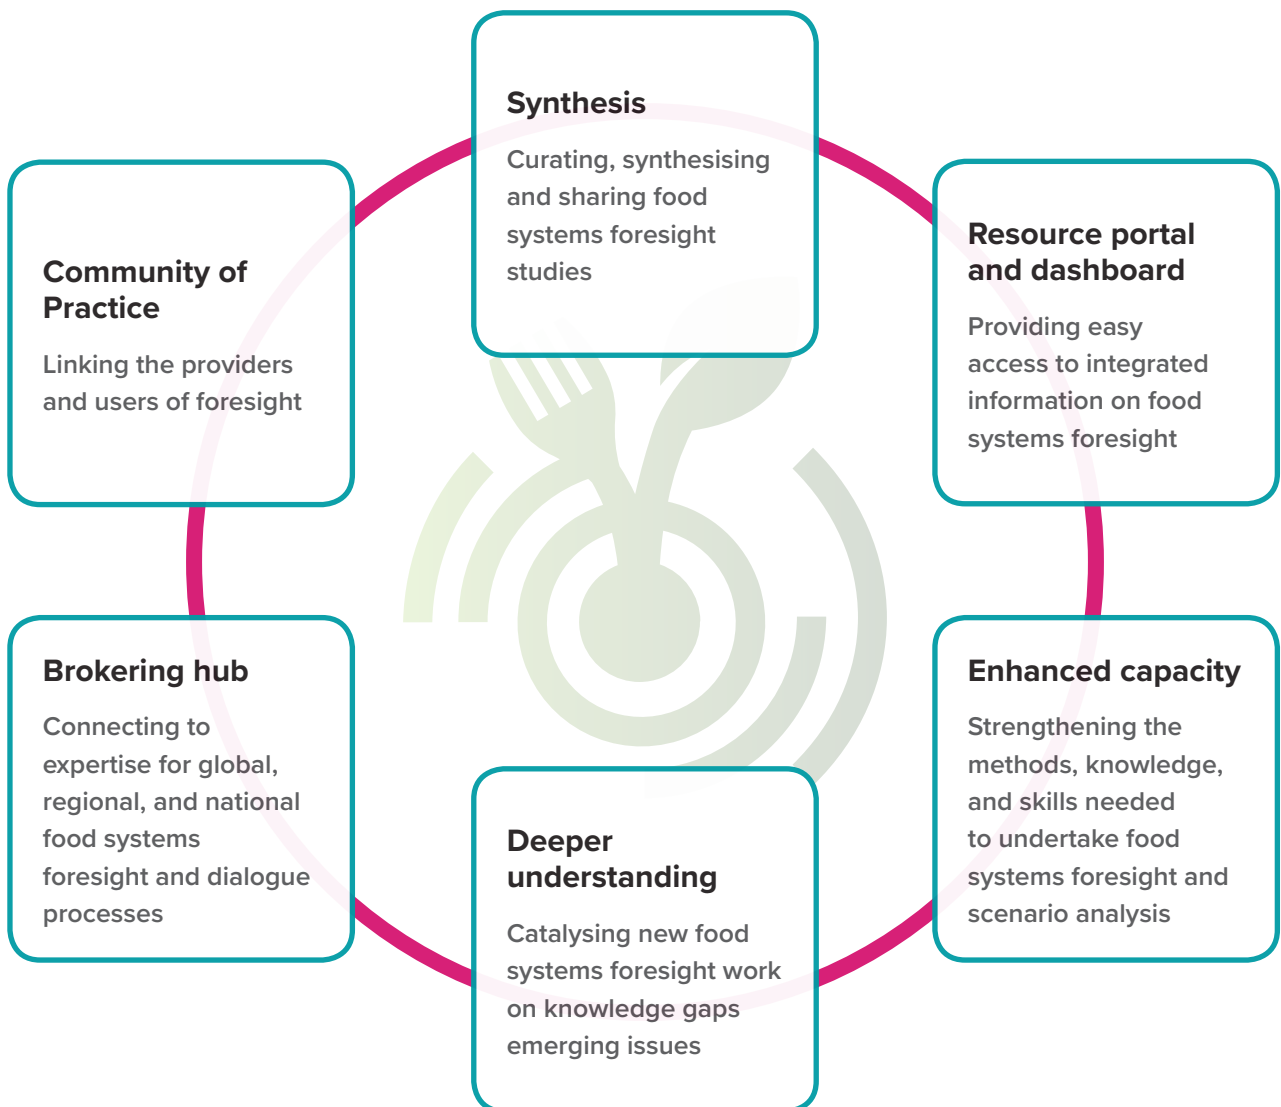 Synthesis
Curating, synthesising
and sharing food
systems foresight
studies
Resource portal
and dashboard
Providing easy
access to integrated
information on food
systems foresight
Enhanced capacity
Strengthening the
methods, knowledge,
and skills needed
to undertake food
systems foresight and
scenario analysis
Deeper
understanding
Catalysing new food
systems foresight work
on knowledge gaps
emerging issues
Brokering hub
Connecting to
expertise for global,
regional, and national
food systems
foresight and dialogue
processes
Community of
Practice
Linking the providers
and users of foresight